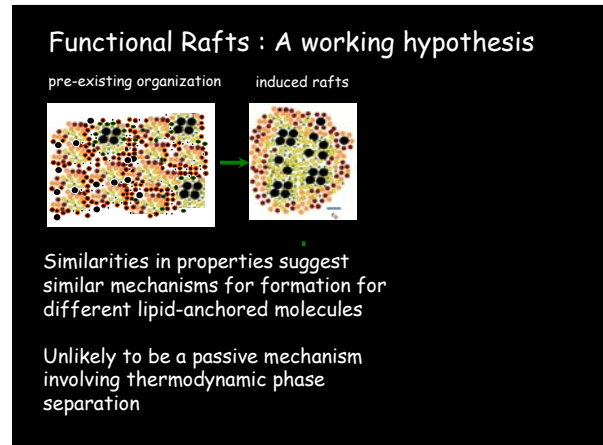 Functional Rafts : A working hypothesis
pre-existing organization
induced rafts
Similarities in properties suggest
similar mechanisms for formation for
different lipid-anchored molecules
Unlikely to be a passive mechanism
involving thermodynamic phase
separation